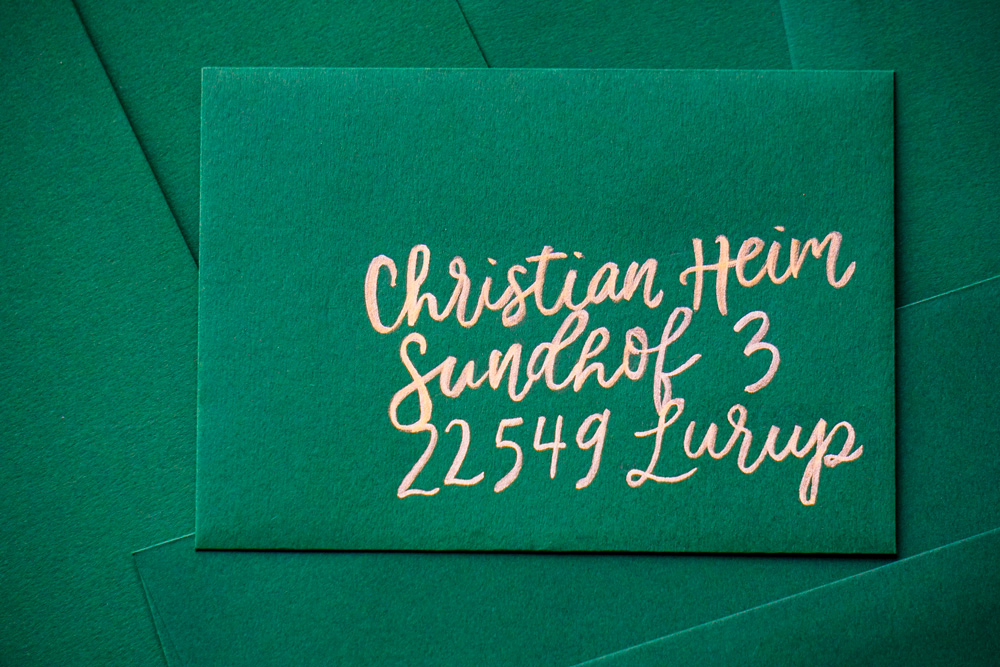 Christian Heim
Sundhof 3
22549 Lurup